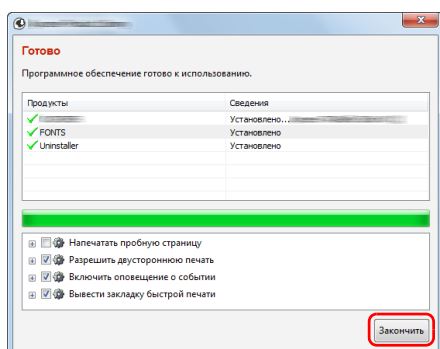 Готово
Программное обеспечение готово к использованию.
Продукты Сведения
Установлено...
FONTS Установлено
Uninstaller Установлено
Напечатать пробную страницу
Разрешить двустороннюю печать
Включить оповещение о событии
Вывести закладку быстрой печати
Закончить